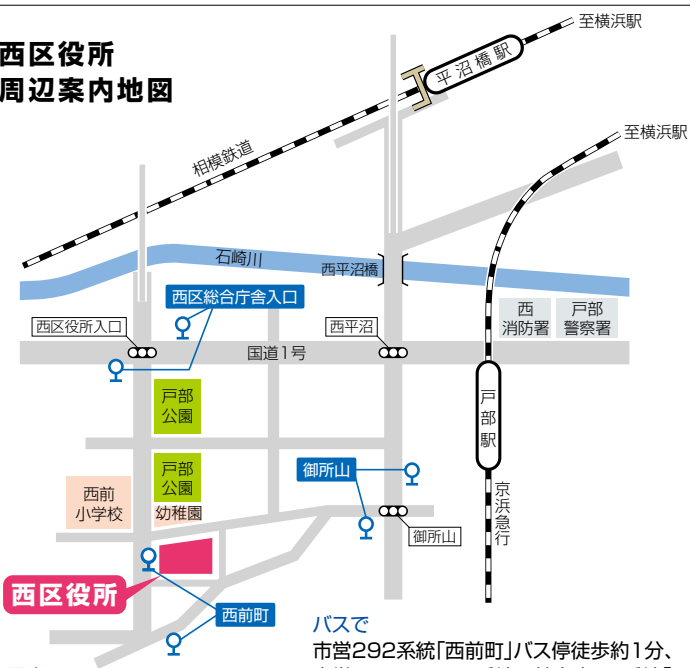 西区役所
周辺案内地図
至横浜駅
平沼橋駅
至横浜駅
相模鉄道
石崎川
西平沼橋
西区総合庁舎入口
西
消防署
戸部
警察署
西区役所入口
西平沼
国道1号
戸部
公園
戸部駅
戸部
公園
御所山
西前
小学校
幼稚園
京浜急行
御所山
西区役所
西前町
バスで
市営292系統「西前町」バス停徒歩約1分、